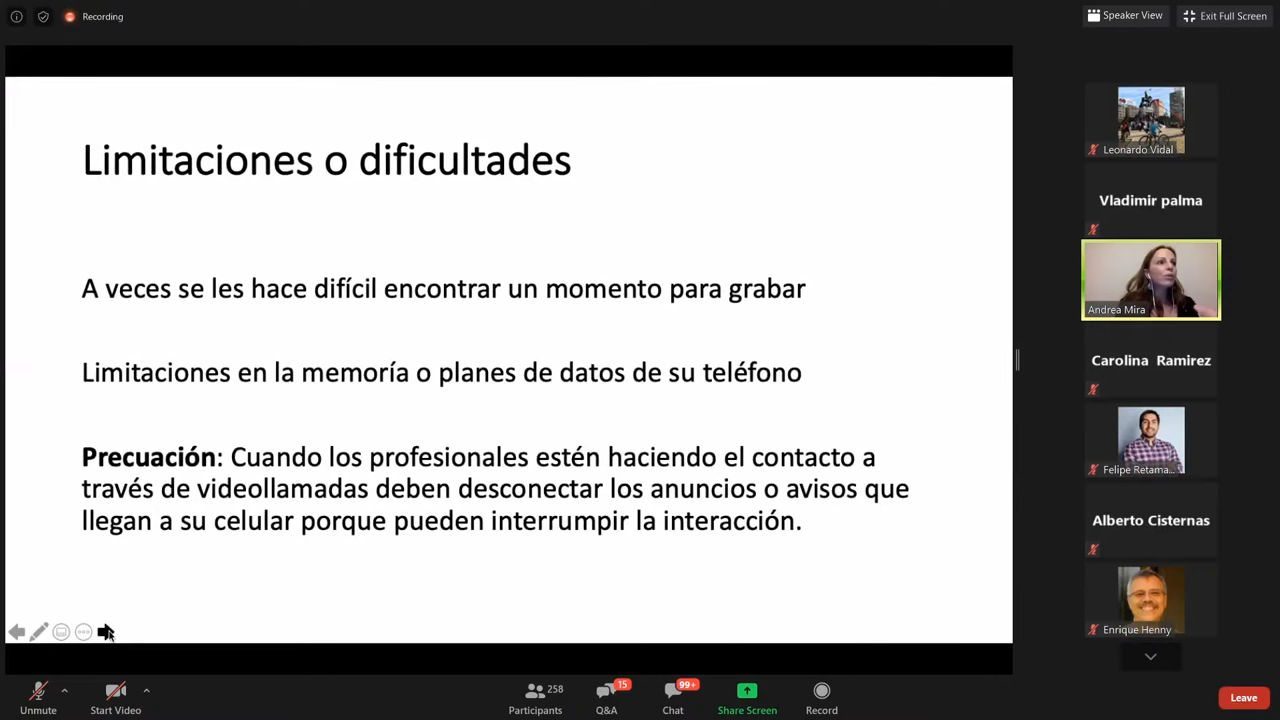 Recording
Speaker View
Exit Full Screen
Limitaciones o dificultades
A veces se les hace difícil encontrar un momento para grabar
Limitaciones en la memoría o planes de datos de su teléfono
Precuación: Cuando los profesionales estén haciendo el contacto a
través de videollamadas deben desconectar los anuncios o avisos que
llegan a su celular porque pueden interrumpir la interacción.
Leonardo Vidal
Vladimir palma
Andrea Mira
Carolina Ramirez
Felipe Retama...
Alberto Cisternas
Enrique Henny
Unmute
Start Video
258
Participants
15
Q&A
99+
Chat
Share Screen
Record
Leave